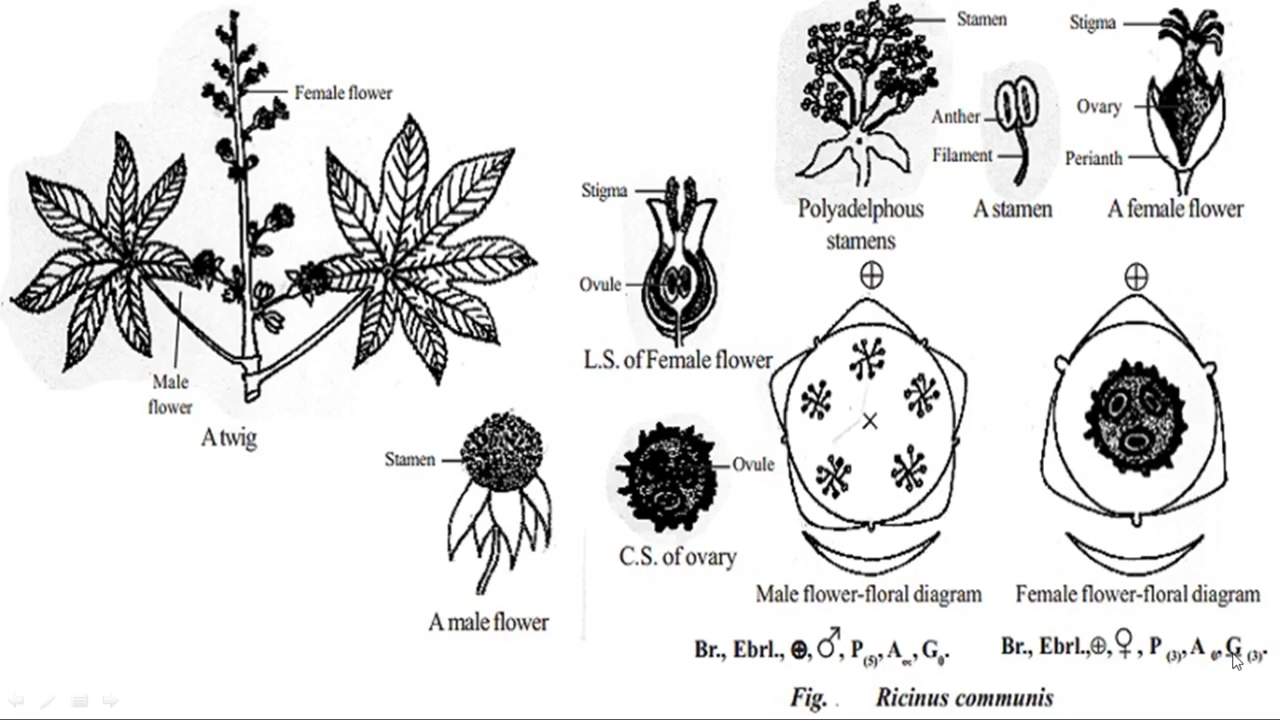 Female flower
Male
flower
A twig
Stamen
A male flower
Stigma
Ovule
L.S. of Female flower
Ovule
C.S. of ovary
Stamen
Polyadelphous
stamens
Anther
Filament
A stamen
Stigma
Ovary
Perianth
A female flower
Male flower-floral diagram
Br., Ebrl., ⊕, ♂, P(5), A∝, G0.
Female flower-floral diagram
Br., Ebrl.,⊕, ♀, P (3), A 0, G (3).
Fig. . Ricinus communis